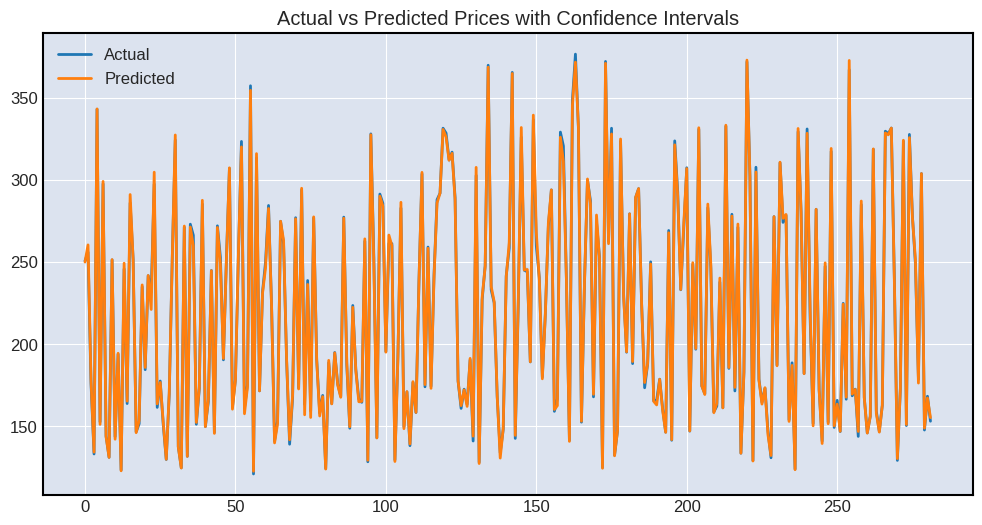 Actual vs Predicted Prices with Confidence Intervals
Actual
Predicted
350
300
250
200
150
0 50 100 150 200 250